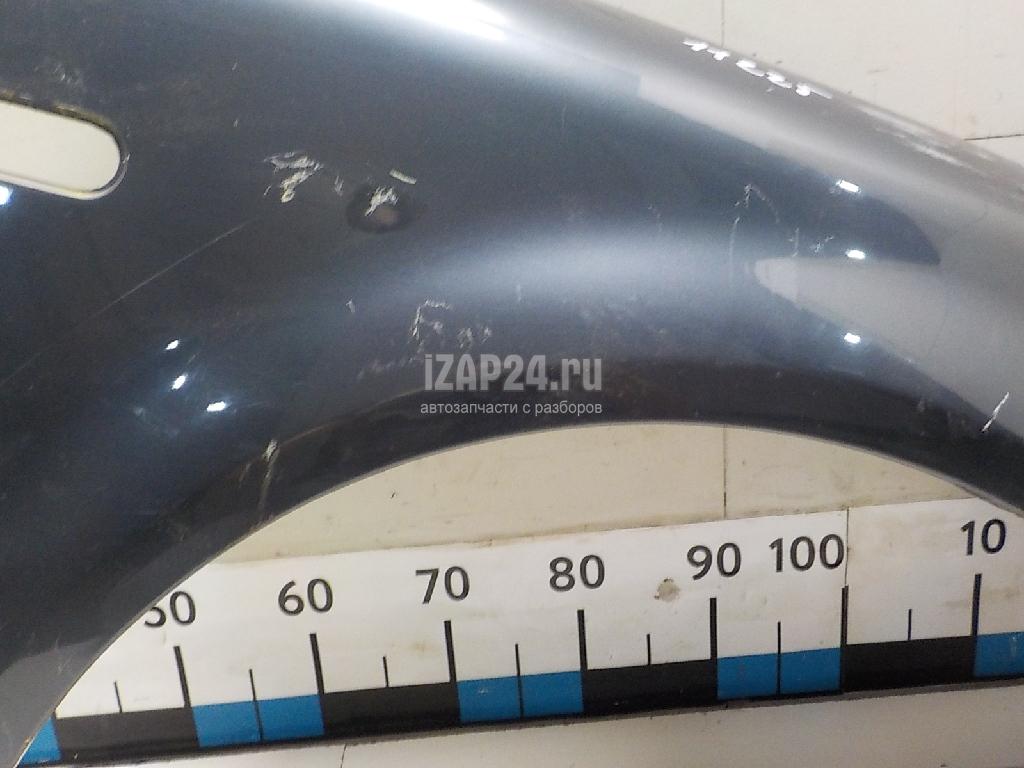 iZAP24.ru
автозапчасти с разборов
50 60 70 80 90 100 10